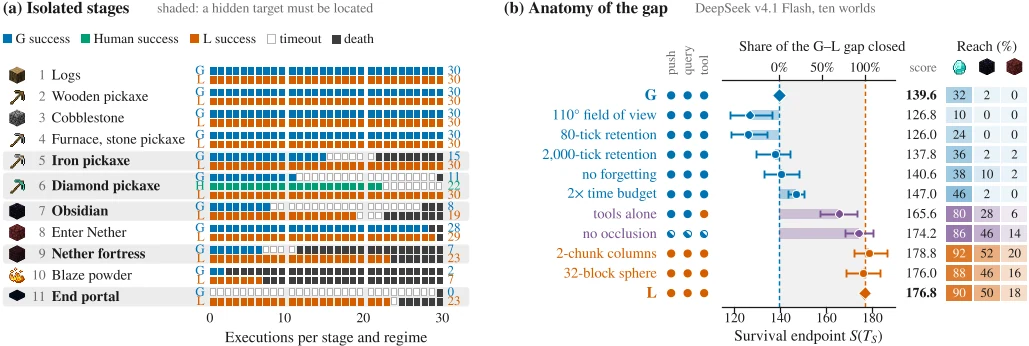 (a) Isolated stages shaded: a hidden target must be located
G success Human success L success timeout death
1 Logs G 30
L 30
2 Wooden pickaxe G 30
L 30
3 Cobblestone G 30
L 30
4 Furnace, stone pickaxe G 30
L 30
5 Iron pickaxe G 15
L 30
6 Diamond pickaxe G 11
H 22
L 30
7 Obsidian G 8
L 19
8 Enter Nether G 28
L 29
9 Nether fortress G 7
L 23
10 Blaze powder G 2
L 7
11 End portal G 0
L 23
0 10 20 30
Executions per stage and regime
(b) Anatomy of the gap DeepSeek v4.1 Flash, ten worlds
push query tool
Share of the G–L gap closed Reach (%)
0% 50% 100% score
G 139.6 32 2 0
110° field of view 126.8 10 0 0
80-tick retention 126.0 24 0 0
2,000-tick retention 137.8 36 2 2
no forgetting 140.6 38 10 2
2× time budget 147.0 46 2 0
tools alone 165.6 80 28 6
no occlusion 174.2 86 46 14
2-chunk columns 178.8 92 52 20
32-block sphere 176.0 88 46 16
L 176.8 90 50 18
120 140 160 180
Survival endpoint S(T_S)